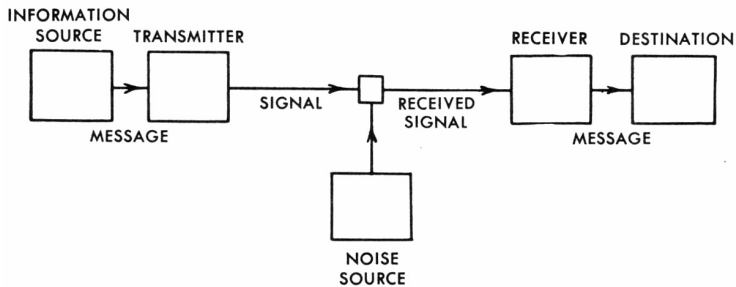 INFORMATION
SOURCE
TRANSMITTER
RECEIVER
DESTINATION
SIGNAL
RECEIVED
SIGNAL
MESSAGE
MESSAGE
NOISE
SOURCE